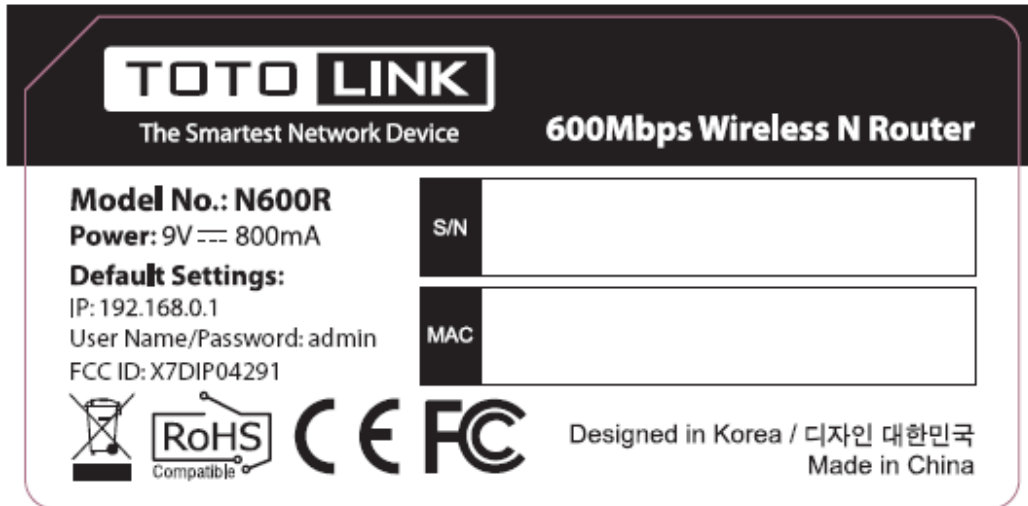 TOTO LINK
The Smartest Network Device
600Mbps Wireless N Router
Model No.: N600R
Power: 9V ⎓ 800mA
Default Settings:
IP: 192.168.0.1
User Name/Password: admin
FCC ID: X7DIP04291
S/N
MAC
RoHS
Compatible
CE FC
Designed in Korea / 디자인 대한민국
Made in China